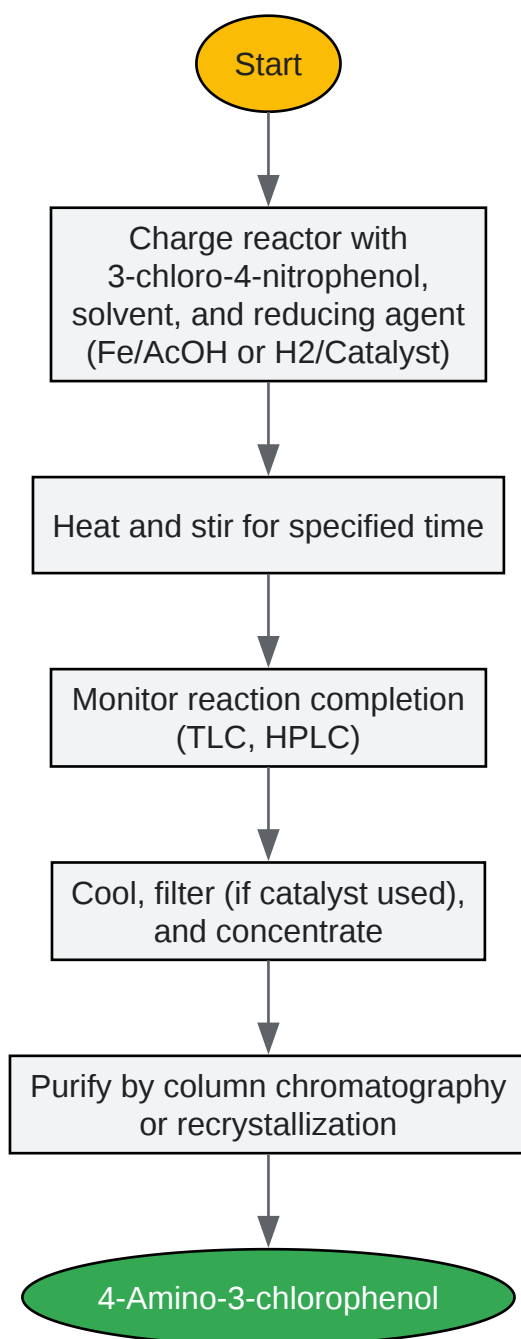 Start
Charge reactor with
3-chloro-4-nitrophenol,
solvent, and reducing agent
(Fe/AcOH or H2/Catalyst)
Heat and stir for specified time
Monitor reaction completion
(TLC, HPLC)
Cool, filter (if catalyst used),
and concentrate
Purify by column chromatography
or recrystallization
4-Amino-3-chlorophenol